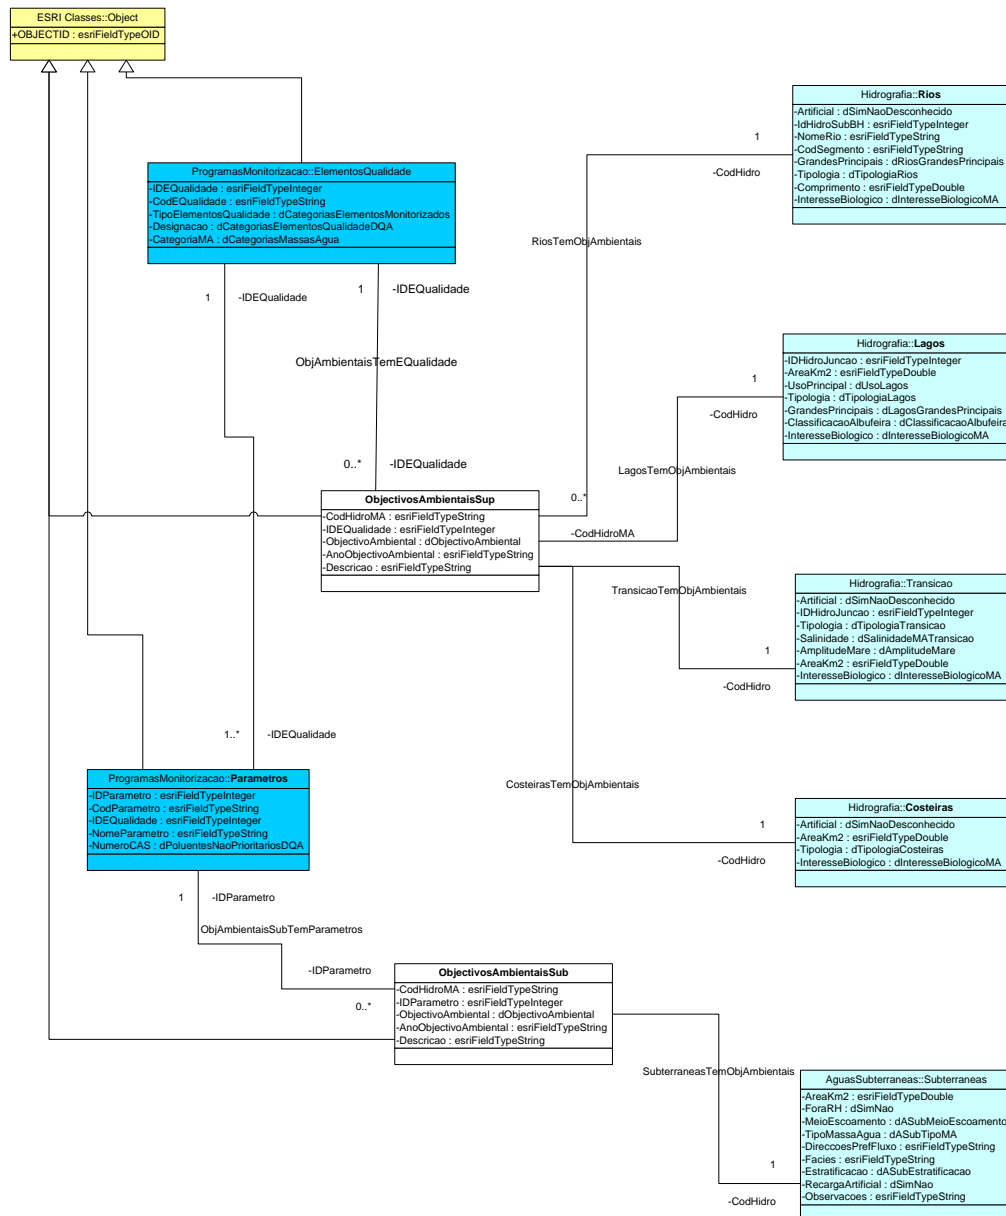 ESRI Classes::Object
+OBJECTID : esriFieldTypeOID
Hidrografia::Rios
-Artificial : dSimNaoDesconhecido
-IdHidroSubBH : esriFieldTypeInteger
-NomeRio : esriFieldTypeString
-CodSegmento : esriFieldTypeString
-GrandesPrincipais : dRiosGrandesPrincipais
-Tipologia : dTipologiaRios
-Comprimento : esriFieldTypeDouble
-InteresseBiologico : dInteresseBiologicoMA
1
-CodHidro
ProgramasMonitorizacao::ElementosQualidade
-IDEQualidade : esriFieldTypeInteger
-CodEQualidade : esriFieldTypeString
-TipoElementosQualidade : dCategoriasElementosMonitorizados
-Designacao : dCategoriasElementosQualidadeDQA
-CategoriaMA : dCategoriasMassasAgua
RiosTemObjAmbientais
1
-IDEQualidade
1
-IDEQualidade
ObjAmbientaisTemEQualidade
Hidrografia::Lagos
-IDHidroJuncao : esriFieldTypeInteger
-AreaKm2 : esriFieldTypeDouble
-UsoPrincipal : dUsoLagos
-Tipologia : dTipologiaLagos
-GrandesPrincipais : dLagosGrandesPrincipais
-ClassificacaoAlbufeira : dClassificacaoAlbufeira
-InteresseBiologico : dInteresseBiologicoMA
1
-CodHidro
0..*
-IDEQualidade
LagosTemObjAmbientais
ObjectivosAmbientaisSup
-CodHidroMA : esriFieldTypeString
-IDEQualidade : esriFieldTypeInteger
-ObjectivoAmbiental : dObjectivoAmbiental
-AnoObjectivoAmbiental : esriFieldTypeString
-Descricao : esriFieldTypeString
0..*
-CodHidroMA
TransicaoTemObjAmbientais
Hidrografia::Transicao
-Artificial : dSimNaoDesconhecido
-IDHidroJuncao : esriFieldTypeInteger
-Tipologia : dTipologiaTransicao
-Salinidade : dSalinidadeMATransicao
-AmplitudeMare : dAmplitudeMare
-AreaKm2 : esriFieldTypeDouble
-InteresseBiologico : dInteresseBiologicoMA
1
-CodHidro
1..*
-IDEQualidade
ProgramasMonitorizacao::Parametros
-IDParametro : esriFieldTypeInteger
-CodParametro : esriFieldTypeString
-IDEQualidade : esriFieldTypeInteger
-NomeParametro : esriFieldTypeString
-NumeroCAS : dPoluentesNaoPrioritariosDQA
CosteirasTemObjAmbientais
Hidrografia::Costeiras
-Artificial : dSimNaoDesconhecido
-AreaKm2 : esriFieldTypeDouble
-Tipologia : dTipologiaCosteiras
-InteresseBiologico : dInteresseBiologicoMA
1
-CodHidro
1
-IDParametro
ObjAmbientaisSubTemParametros
-IDParametro
0..*
ObjectivosAmbientaisSub
-CodHidroMA : esriFieldTypeString
-IDParametro : esriFieldTypeInteger
-ObjectivoAmbiental : dObjectivoAmbiental
-AnoObjectivoAmbiental : esriFieldTypeString
-Descricao : esriFieldTypeString
SubterraneasTemObjAmbientais
AguasSubterraneas::Subterraneas
-AreaKm2 : esriFieldTypeDouble
-ForaRH : dSimNao
-MeioEscoamento : dASubMeioEscoamento
-TipoMassaAgua : dASubTipoMA
-DireccoesPrefFluxo : esriFieldTypeString
-Facies : esriFieldTypeString
-Estratificacao : dASubEstratificacao
-RecargaArtificial : dSimNao
-Observacoes : esriFieldTypeString
1
-CodHidro